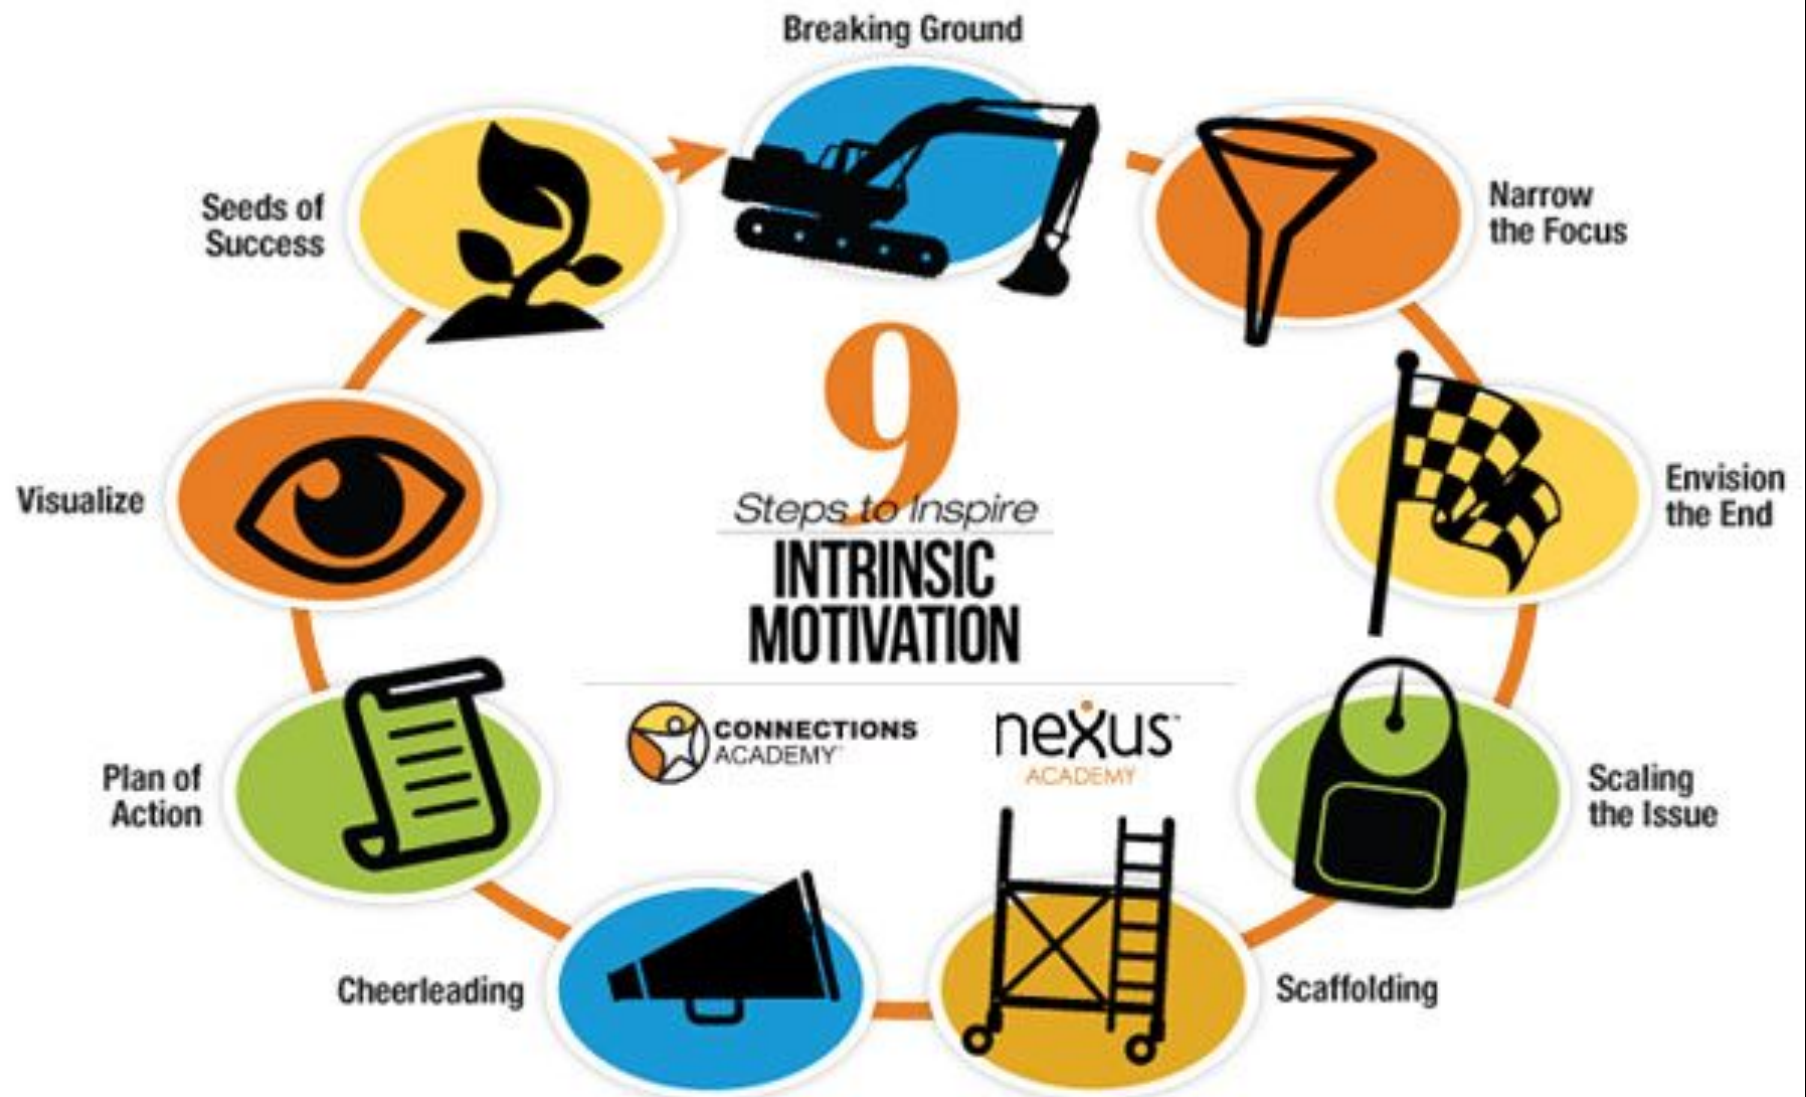 Breaking Ground
Narrow
the Focus
Envision
the End
Scaling
the Issue
Scaffolding
Cheerleading
Plan of
Action
Visualize
Seeds of
Success
9
Steps to Inspire
INTRINSIC
MOTIVATION
CONNECTIONS
ACADEMY
neXus
ACADEMY